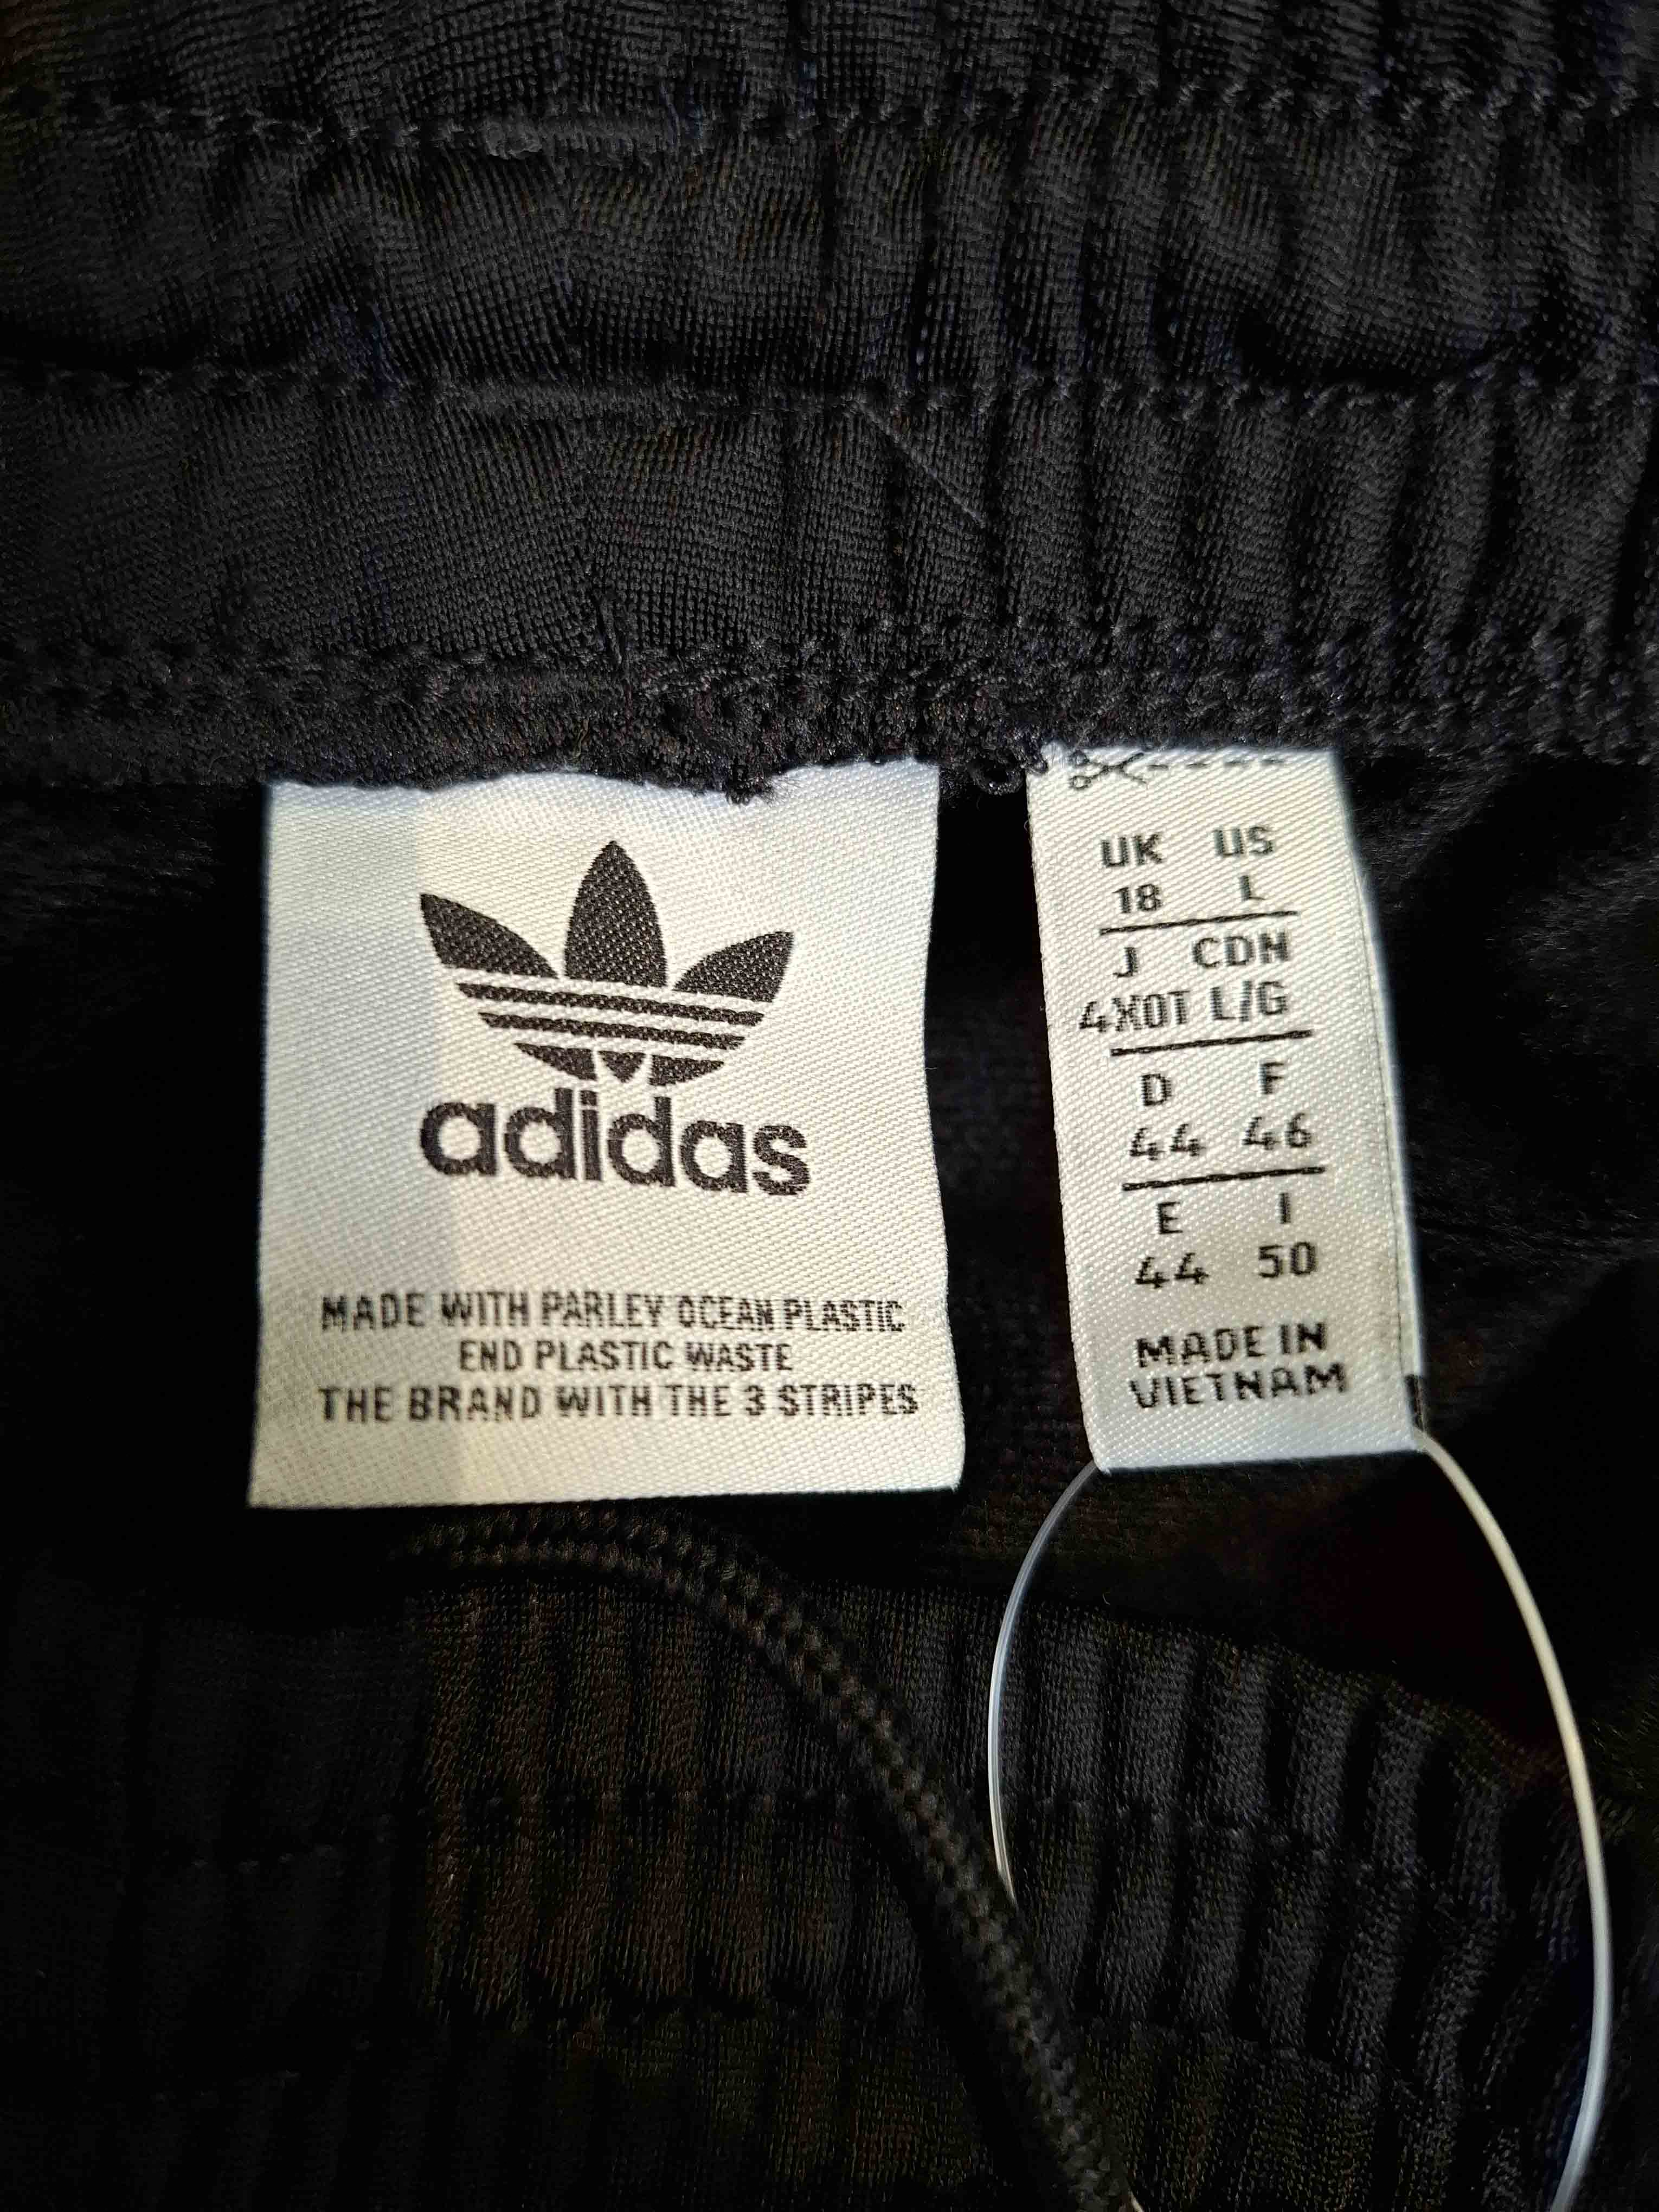 adidas
MADE WITH PARLEY OCEAN PLASTIC
END PLASTIC WASTE
THE BRAND WITH THE 3 STRIPES
UK US
18 L
J CDN
4XOT L/G
D F
44 46
E I
44 50
MADE IN
VIETNAM